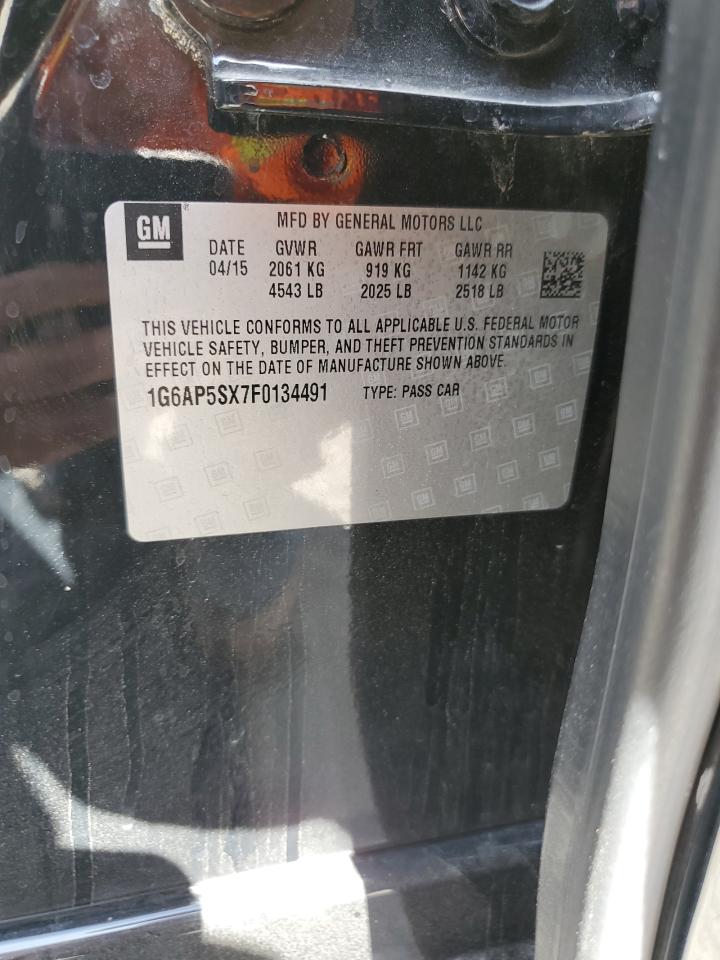 GM
MFD BY GENERAL MOTORS LLC
DATE GVWR GAWR FRT GAWR RR
04/15 2061 KG 919 KG 1142 KG
4543 LB 2025 LB 2518 LB
THIS VEHICLE CONFORMS TO ALL APPLICABLE U.S. FEDERAL MOTOR
VEHICLE SAFETY, BUMPER, AND THEFT PREVENTION STANDARDS IN
EFFECT ON THE DATE OF MANUFACTURE SHOWN ABOVE.
1G6AP5SX7F0134491 TYPE: PASS CAR